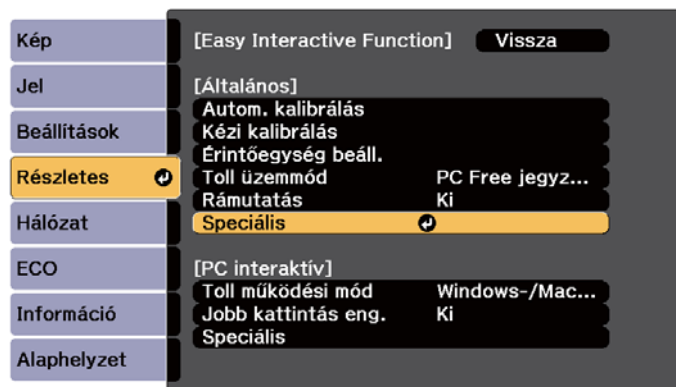 Kép
Jel
Beállítások
Részletes
Hálózat
ECO
Információ
Alaphelyzet
[Easy Interactive Function] Vissza
[Általános]
Autom. kalibrálás
Kézi kalibrálás
Érintőegység beáll.
Toll üzemmód PC Free jegyz...
Rámutatás Ki
Speciális
[PC interaktív]
Toll működési mód Windows-/Mac...
Jobb kattintás eng. Ki
Speciális